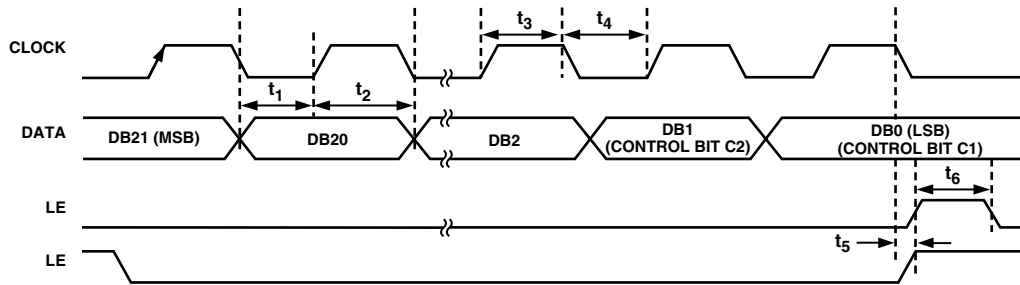 t3 t4
CLOCK
t1 t2
DATA
DB21 (MSB) DB20 DB2 DB1 (CONTROL BIT C2) DB0 (LSB) (CONTROL BIT C1)
t6
LE
t5
LE